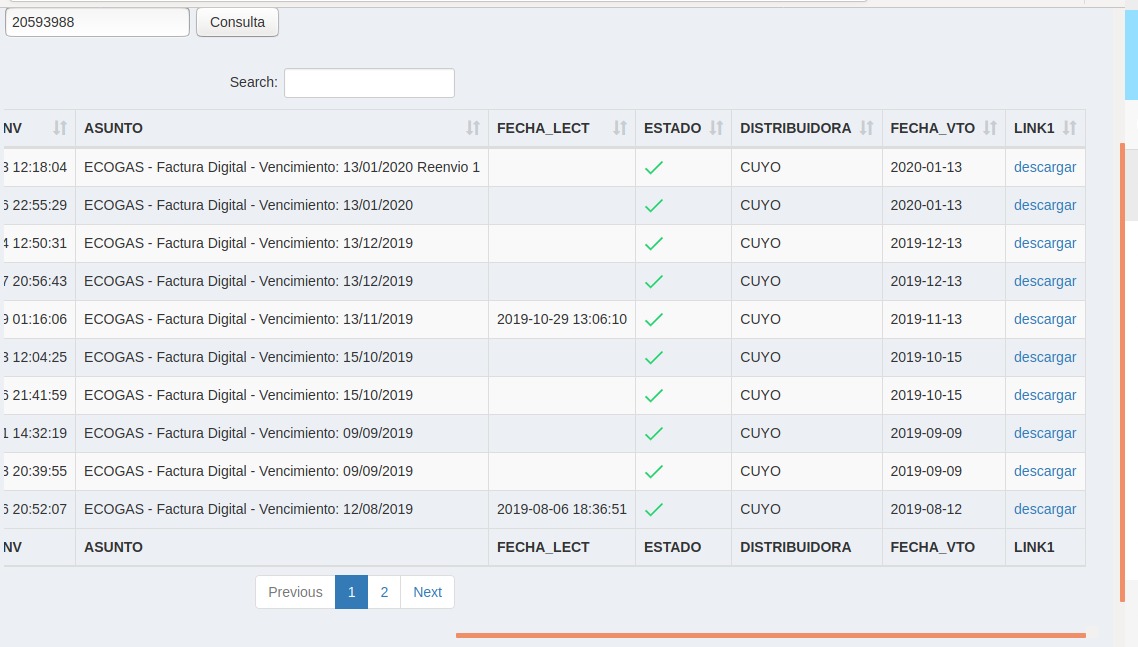 20593988 Consulta
Search:
NV ASUNTO FECHA_LECT ESTADO DISTRIBUIDORA FECHA_VTO LINK1
3 12:18:04 ECOGAS - Factura Digital - Vencimiento: 13/01/2020 Reenvio 1 CUYO 2020-01-13 descargar
6 22:55:29 ECOGAS - Factura Digital - Vencimiento: 13/01/2020 CUYO 2020-01-13 descargar
4 12:50:31 ECOGAS - Factura Digital - Vencimiento: 13/12/2019 CUYO 2019-12-13 descargar
7 20:56:43 ECOGAS - Factura Digital - Vencimiento: 13/12/2019 CUYO 2019-12-13 descargar
9 01:16:06 ECOGAS - Factura Digital - Vencimiento: 13/11/2019 2019-10-29 13:06:10 CUYO 2019-11-13 descargar
3 12:04:25 ECOGAS - Factura Digital - Vencimiento: 15/10/2019 CUYO 2019-10-15 descargar
6 21:41:59 ECOGAS - Factura Digital - Vencimiento: 15/10/2019 CUYO 2019-10-15 descargar
1 14:32:19 ECOGAS - Factura Digital - Vencimiento: 09/09/2019 CUYO 2019-09-09 descargar
3 20:39:55 ECOGAS - Factura Digital - Vencimiento: 09/09/2019 CUYO 2019-09-09 descargar
6 20:52:07 ECOGAS - Factura Digital - Vencimiento: 12/08/2019 2019-08-06 18:36:51 CUYO 2019-08-12 descargar
NV ASUNTO FECHA_LECT ESTADO DISTRIBUIDORA FECHA_VTO LINK1
Previous 1 2 Next